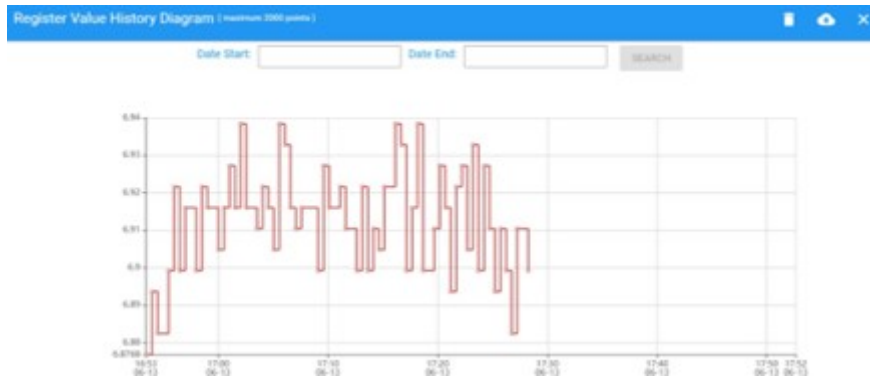 Register Value History Diagram ( maximum 2000 points )
Date Start: Date End: SEARCH
6.94
6.93
6.92
6.91
6.9
6.89
6.88
6.8768
16:53 17:00 17:10 17:20 17:30 17:40 17:50 17:52
06-13 06-13 06-13 06-13 06-13 06-13 06-13 06-13